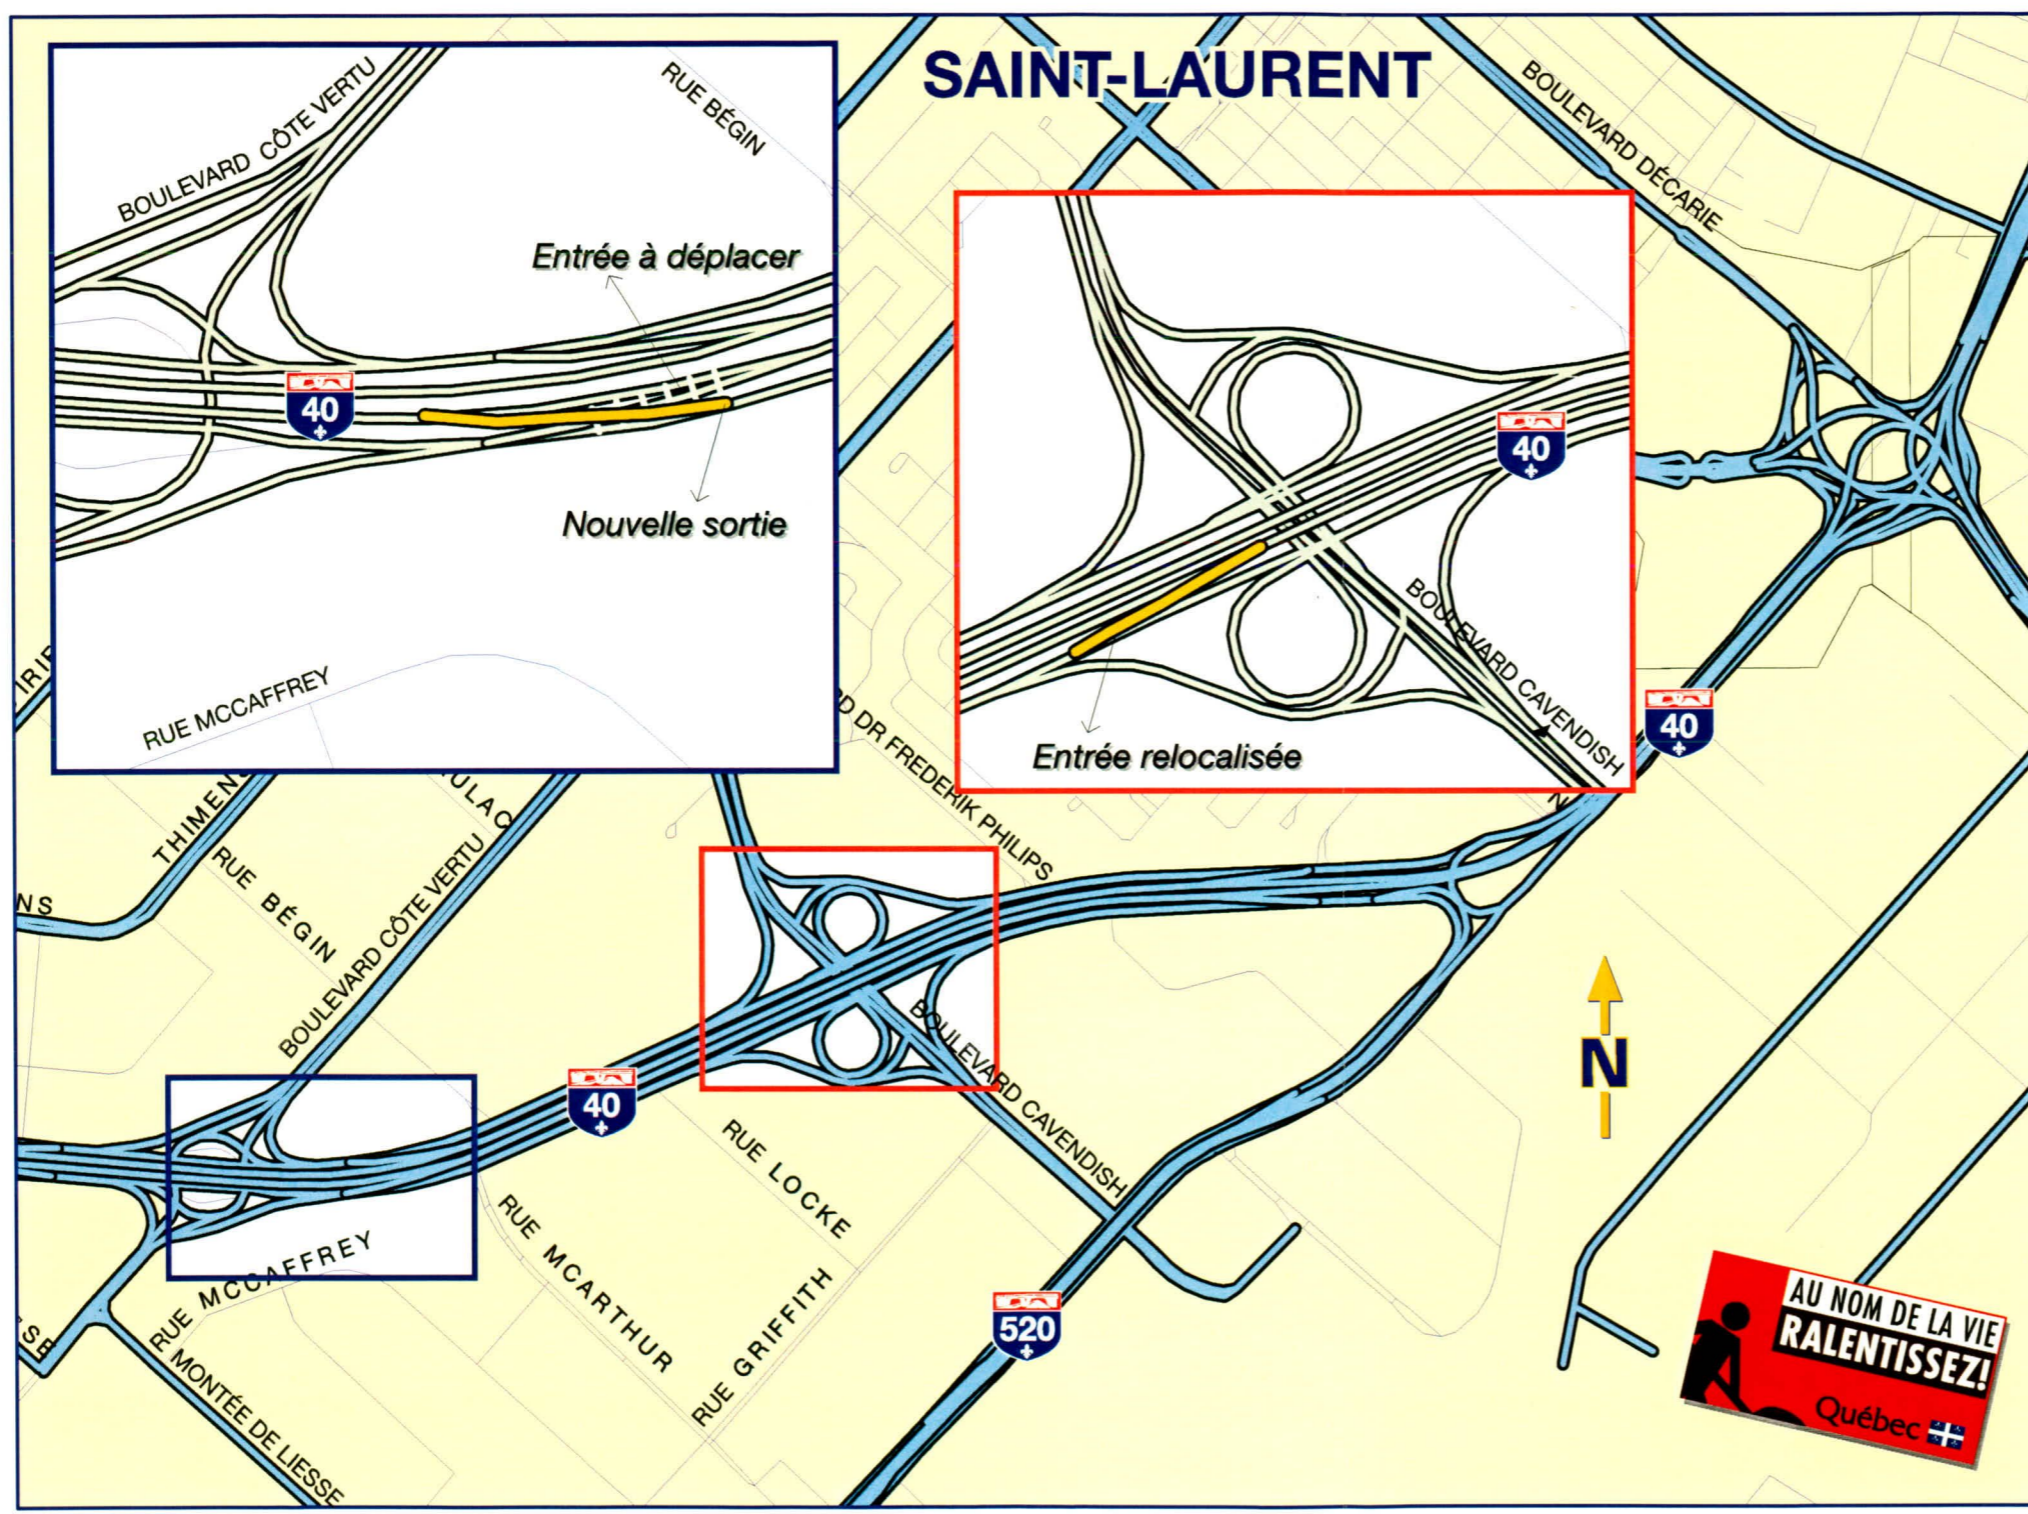 SAINT-LAURENT
BOULEVARD CÔTE VERTU
RUE BÉGIN
Entrée à déplacer
40
Nouvelle sortie
RUE MCCAFFREY
BOULEVARD DÉCARIE
40
BOULEVARD CAVENDISH
Entrée relocalisée
40
DR FREDERIK PHILIPS
RUE BÉGIN
BOULEVARD CÔTE VERTU
NS
BOULEVARD CAVENDISH
40
RUE LOCKE
RUE MCCAFFREY
RUE MCARTHUR
RUE GRIFFITH
520
MONTÉE DE LIESSE
N
AU NOM DE LA VIE
RALENTISSEZ!
Québec